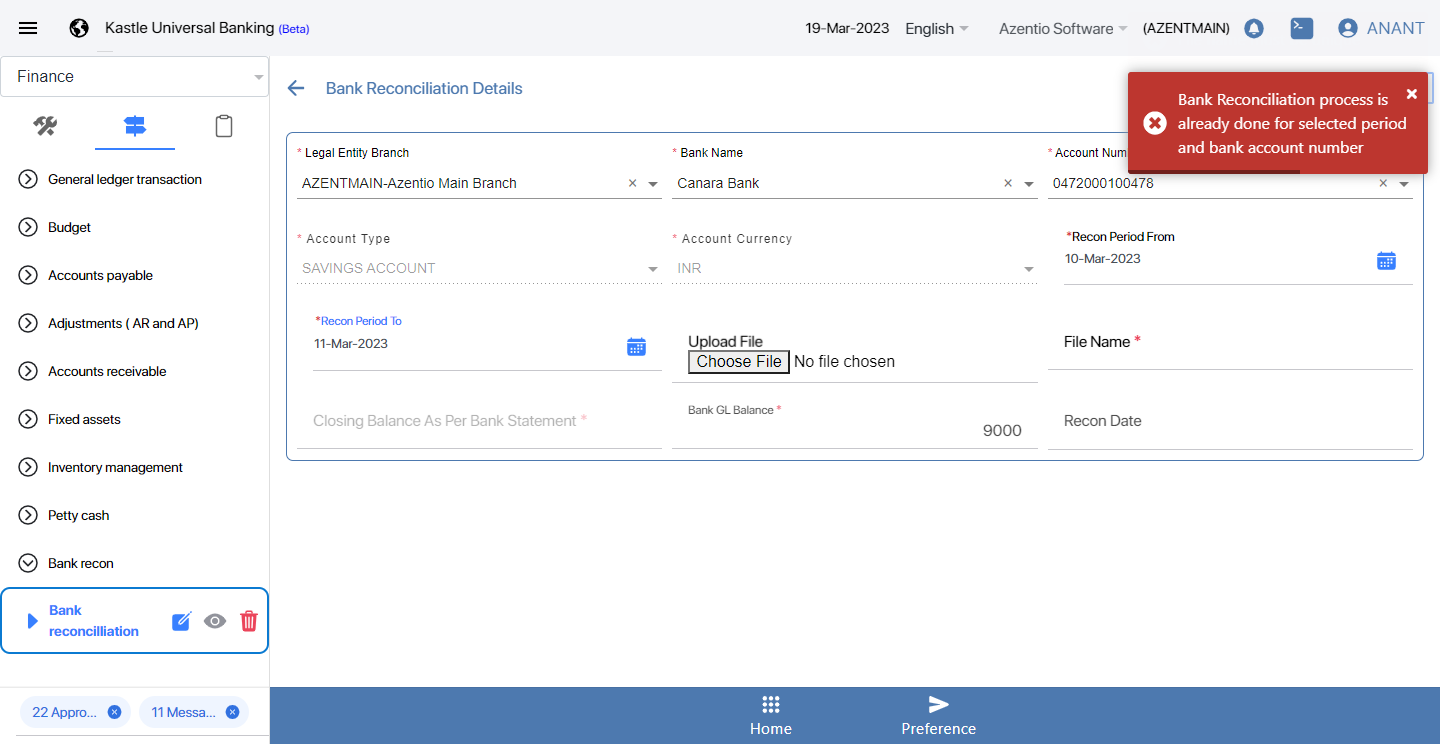 Kastle Universal Banking (Beta)
19-Mar-2023
English
Azentio Software
(AZENTMAIN)
ANANT
Finance
General ledger transaction
Budget
Accounts payable
Adjustments ( AR and AP)
Accounts receivable
Fixed assets
Inventory management
Petty cash
Bank recon
Bank
reconcilliation
22 Appro...
11 Messa...
Bank Reconciliation Details
Bank Reconciliation process is
already done for selected period
and bank account number
* Legal Entity Branch
AZENTMAIN-Azentio Main Branch
* Bank Name
Canara Bank
* Account Num
0472000100478
* Account Type
SAVINGS ACCOUNT
* Account Currency
INR
*Recon Period From
10-Mar-2023
*Recon Period To
11-Mar-2023
Upload File
Choose File No file chosen
File Name *
Closing Balance As Per Bank Statement *
Bank GL Balance *
9000
Recon Date
Home
Preference